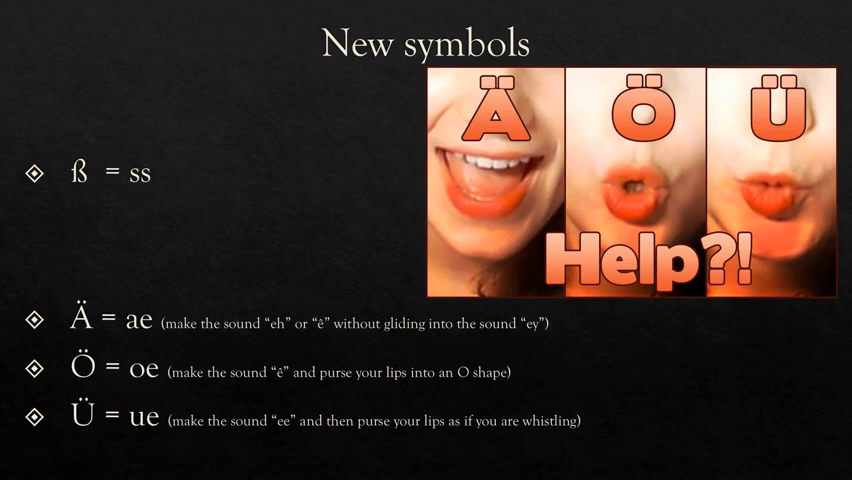 New symbols
Ä Ö Ü
Help?!
ß = ss
Ä = ae (make the sound “eh” or “ê” without gliding into the sound “ey”)
Ö = oe (make the sound “ê” and purse your lips into an O shape)
Ü = ue (make the sound “ee” and then purse your lips as if you are whistling)